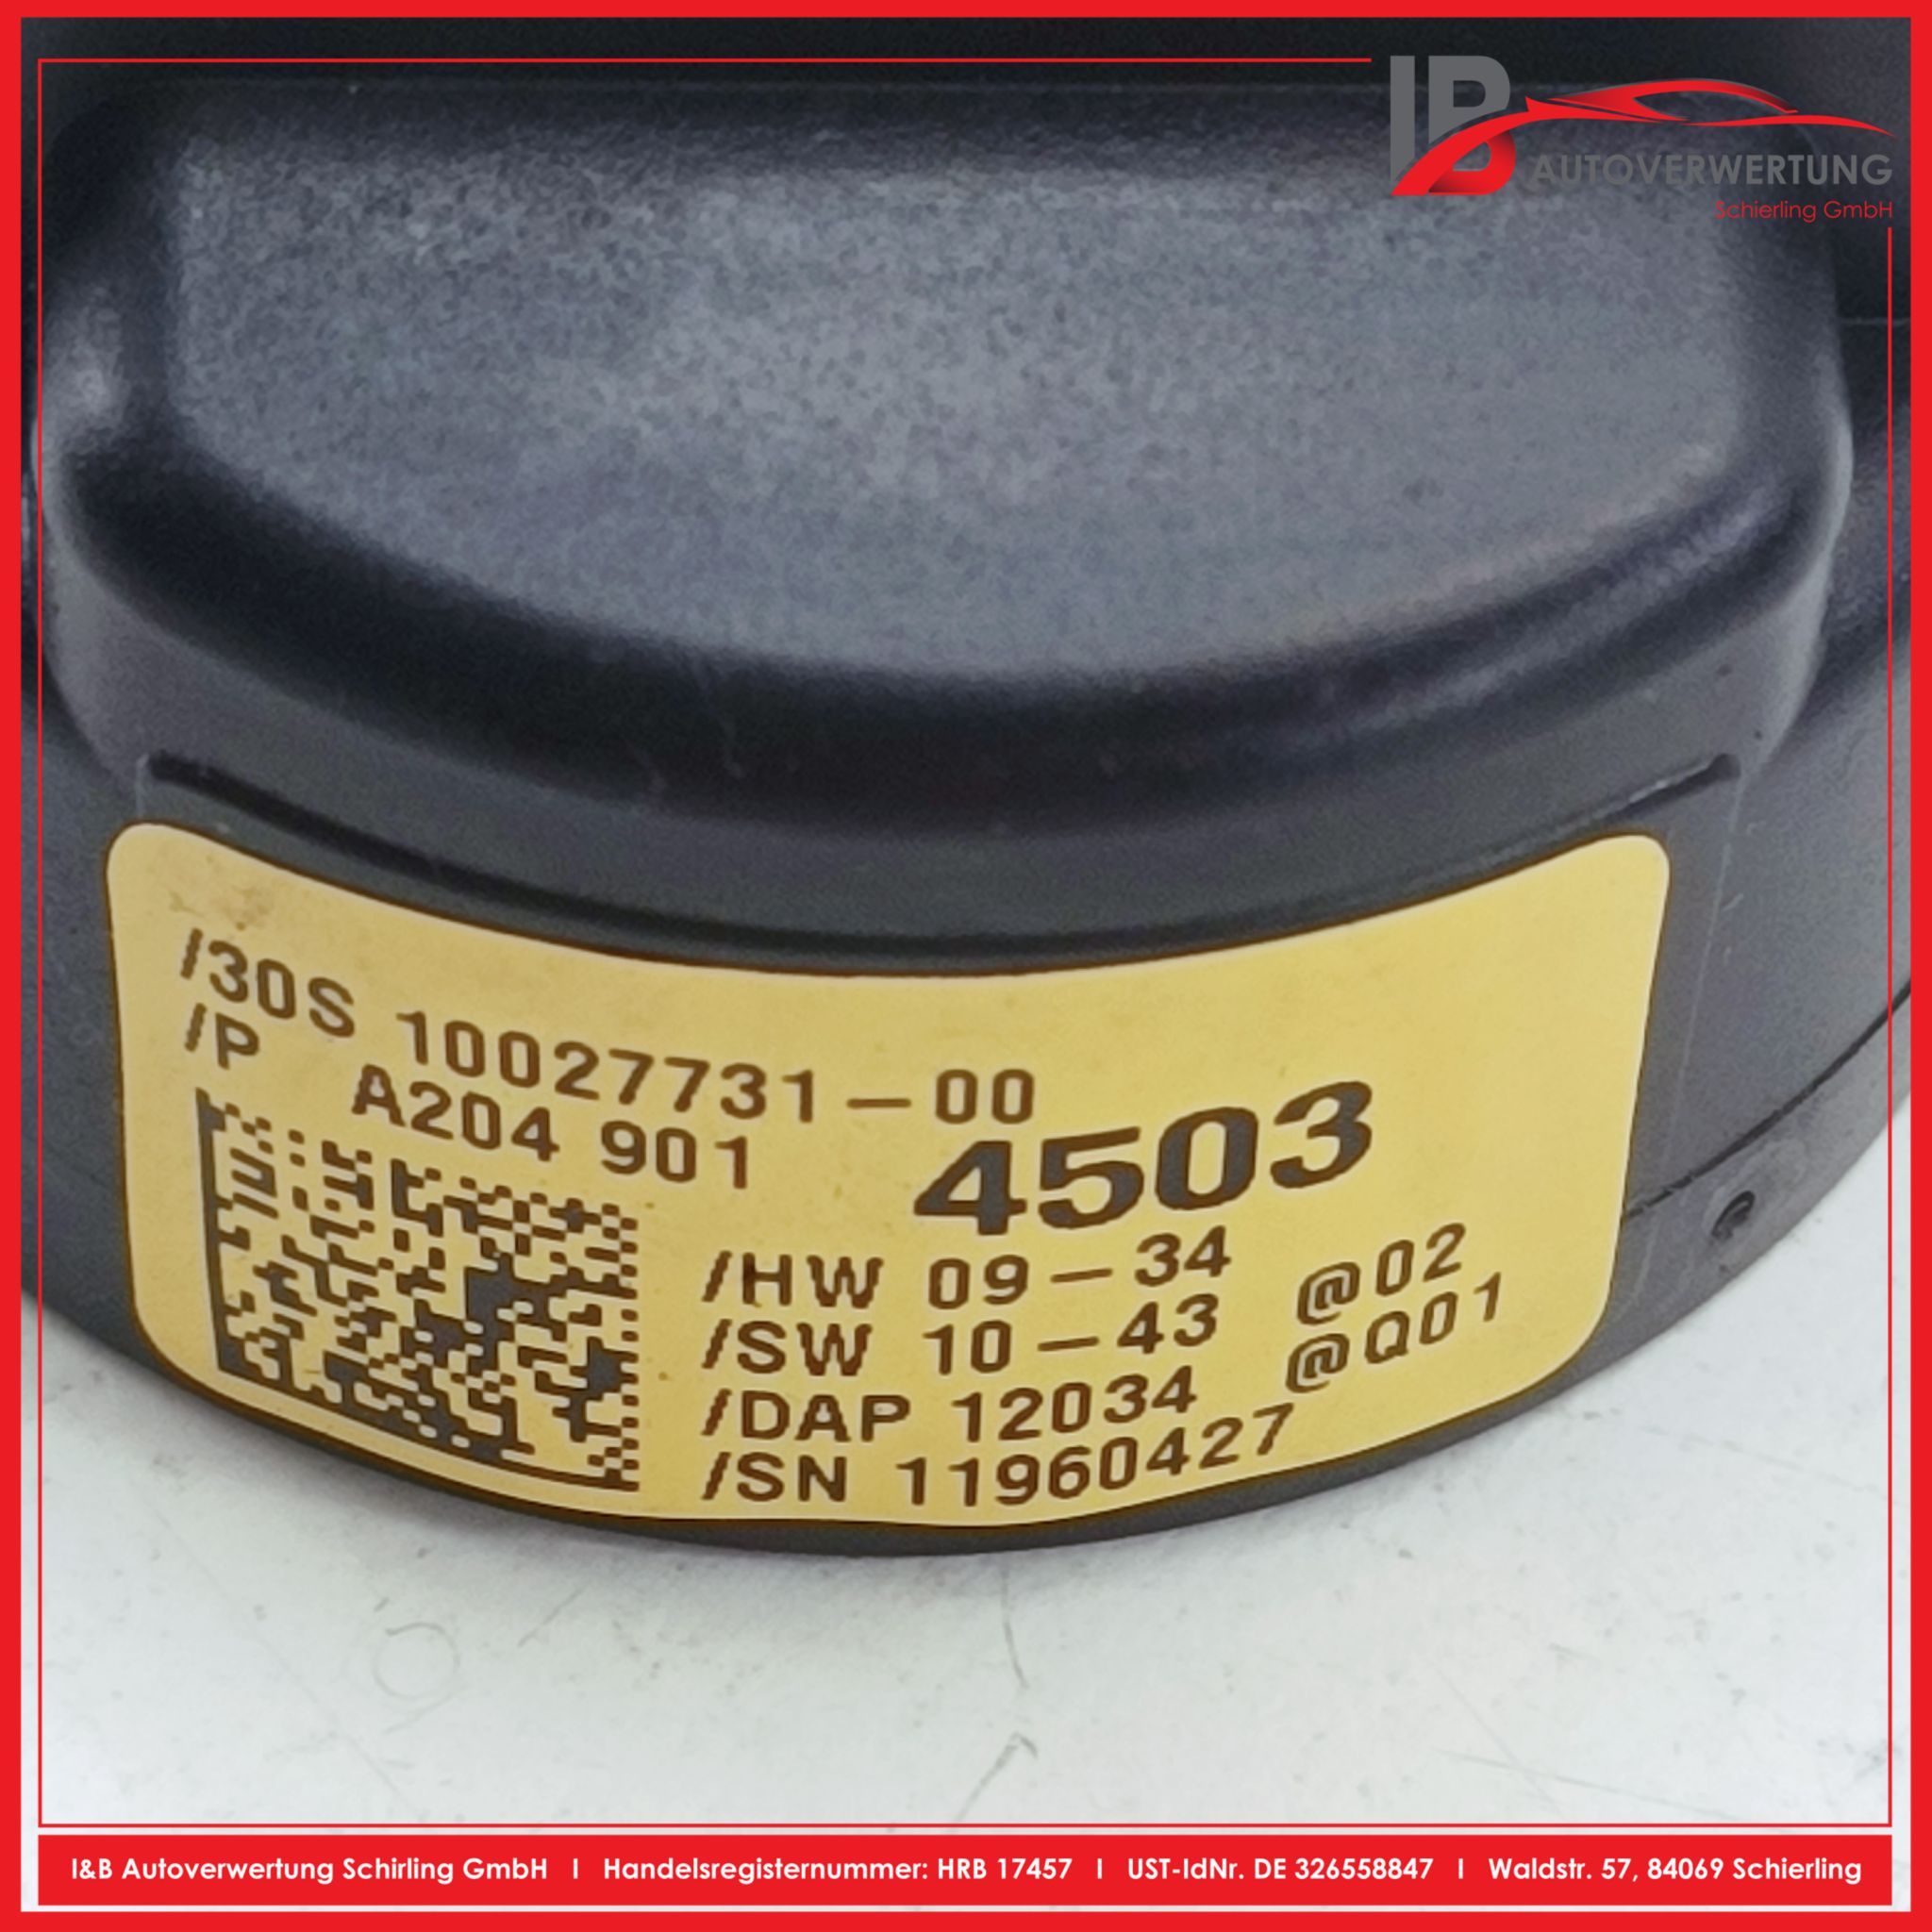 IB
AUTOVERWERTUNG
Schierling GmbH
/30S 10027731-00
/P A204 901 4503
/HW 09-34 @02
/SW 10-43 @Q01
/DAP 12034
/SN 11960427
I&B Autoverwertung Schirling GmbH I Handelsregisternummer: HRB 17457 I UST-IdNr. DE 326558847 I Waldstr. 57, 84069 Schierling